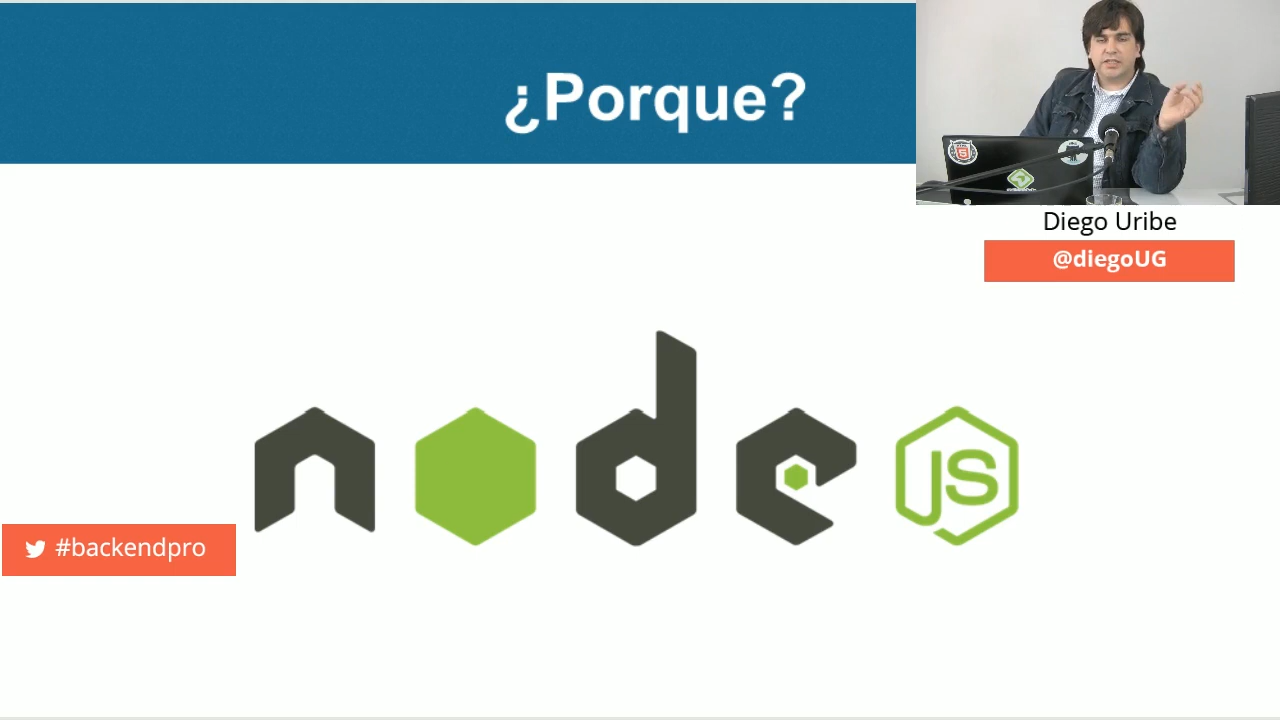 ¿Porque?
Diego Uribe
@diegoUG
node
JS
#backendpro